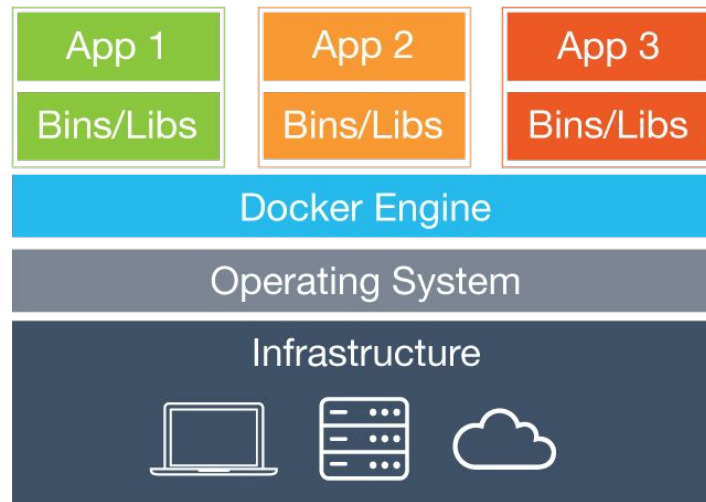 App 1
App 2
App 3
Bins/Libs
Bins/Libs
Bins/Libs
Docker Engine
Operating System
Infrastructure